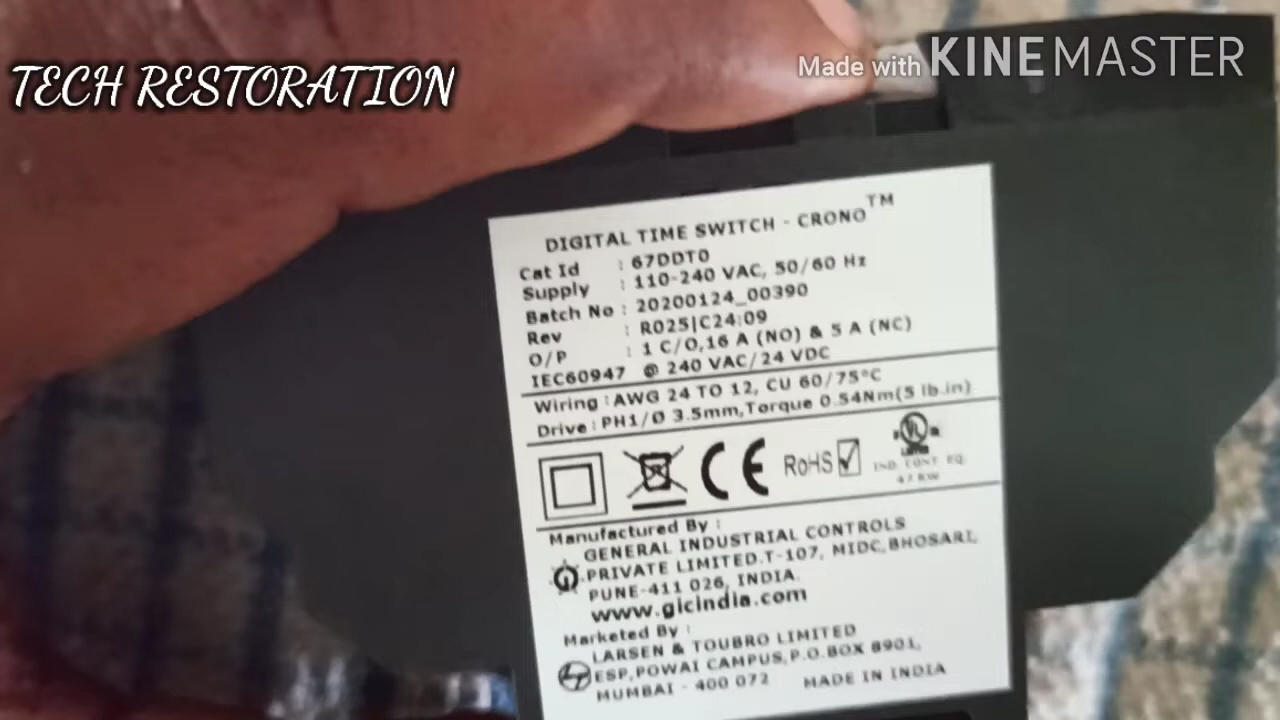 TECH RESTORATION
Made with KINEMASTER
DIGITAL TIME SWITCH - CRONO™
Cat Id : 67DDT0
Supply : 110-240 VAC, 50/60 Hz
Batch No : 20200124_00390
Rev : R025|C24:09
O/P : 1 C/O,16 A (NO) & 5 A (NC)
IEC60947 @ 240 VAC/24 VDC
Wiring : AWG 24 TO 12, CU 60/75°C
Drive : PH1/Ø 3.5mm,Torque 0.54Nm(5 lb.in)
CE RoHS UL
IND. CONT. EQ.
Manufactured By :
GENERAL INDUSTRIAL CONTROLS
PRIVATE LIMITED.T-107, MIDC,BHOSARI,
PUNE-411 026, INDIA.
www.gicindia.com
Marketed By :
LARSEN & TOUBRO LIMITED
ESP,POWAI CAMPUS,P.O.BOX 8901,
MUMBAI - 400 072 MADE IN INDIA